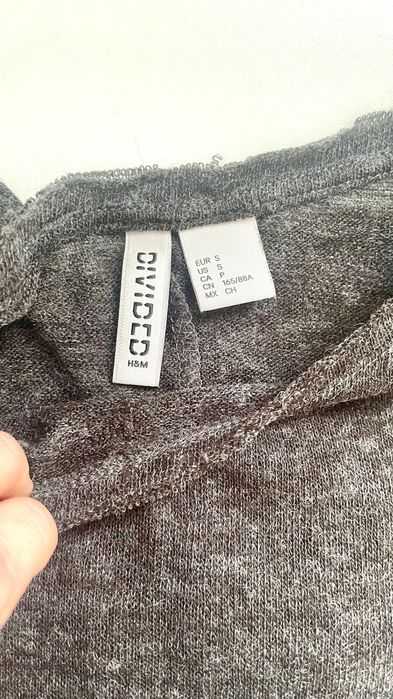 DIVIDED
H&M
EUR S
US S
CA P
CN 165/88A
MX CH